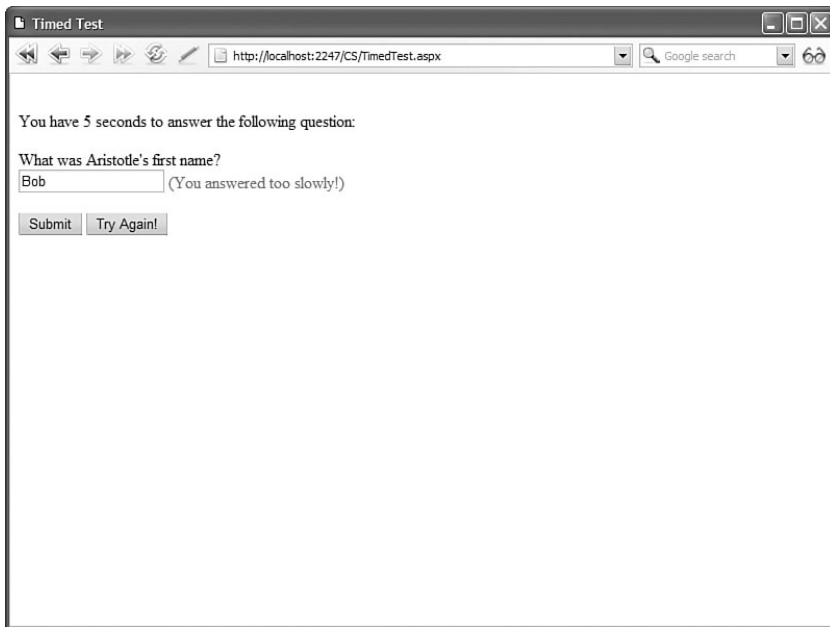 Timed Test
http://localhost:2247/CS/TimedTest.aspx
Google search
You have 5 seconds to answer the following question:
What was Aristotle's first name?
Bob (You answered too slowly!)
Submit Try Again!